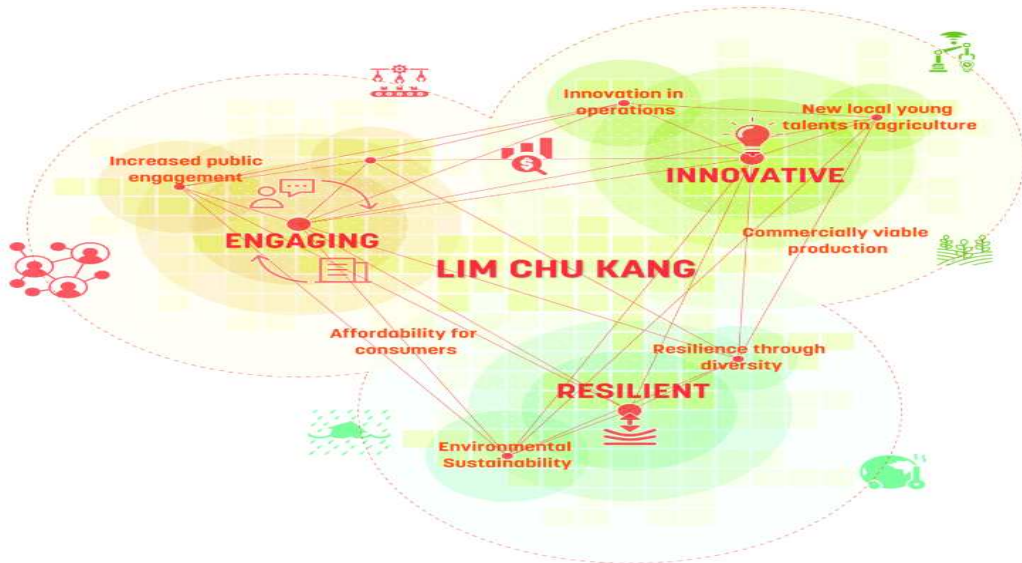 Innovation in
operations
New local young
talents in agriculture
Increased public
engagement
INNOVATIVE
ENGAGING
Commercially viable
production
LIM CHU KANG
Affordability for
consumers
Resilience through
diversity
RESILIENT
Environmental
Sustainability